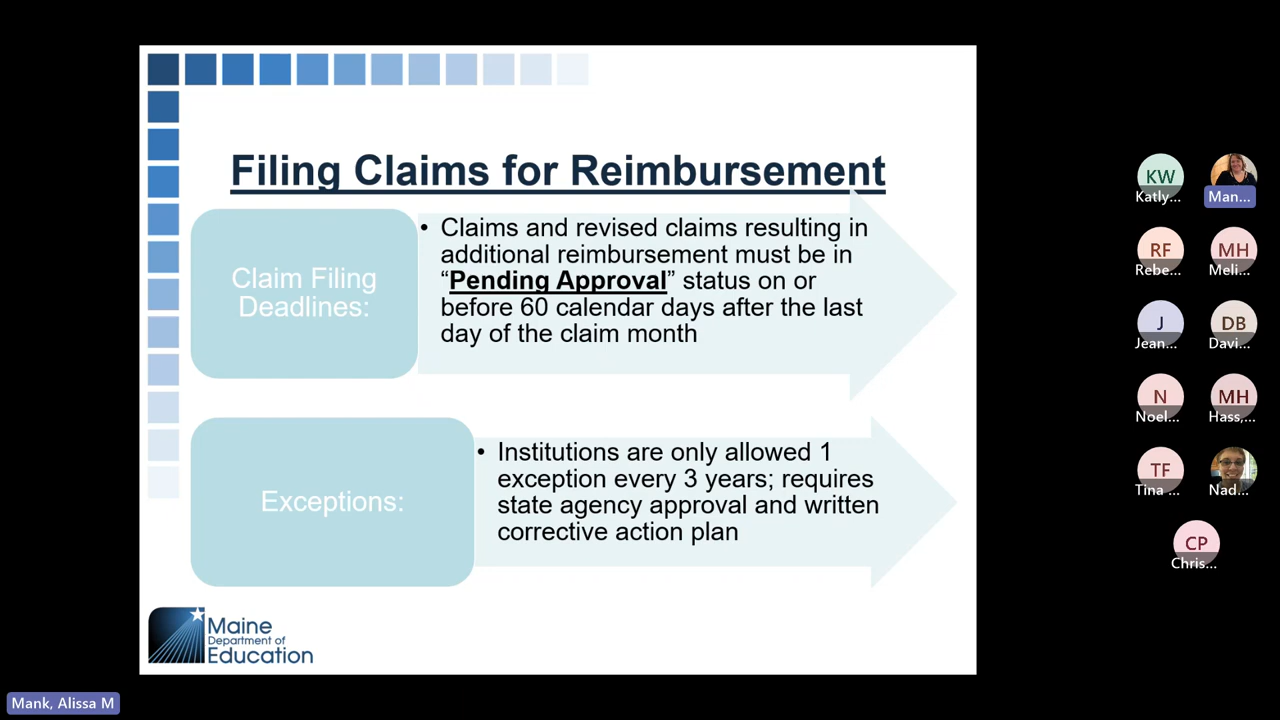 Filing Claims for Reimbursement
Claim Filing
Deadlines:
• Claims and revised claims resulting in
additional reimbursement must be in
“Pending Approval” status on or
before 60 calendar days after the last
day of the claim month
Exceptions:
• Institutions are only allowed 1
exception every 3 years; requires
state agency approval and written
corrective action plan
Maine
Department of
Education
KW
Katly...
Man...
RF
Rebe...
MH
Meli...
J
Jean...
DB
Davi...
N
Noel...
MH
Hass,...
TF
Tina ...
Nad...
CP
Chris...
Mank, Alissa M